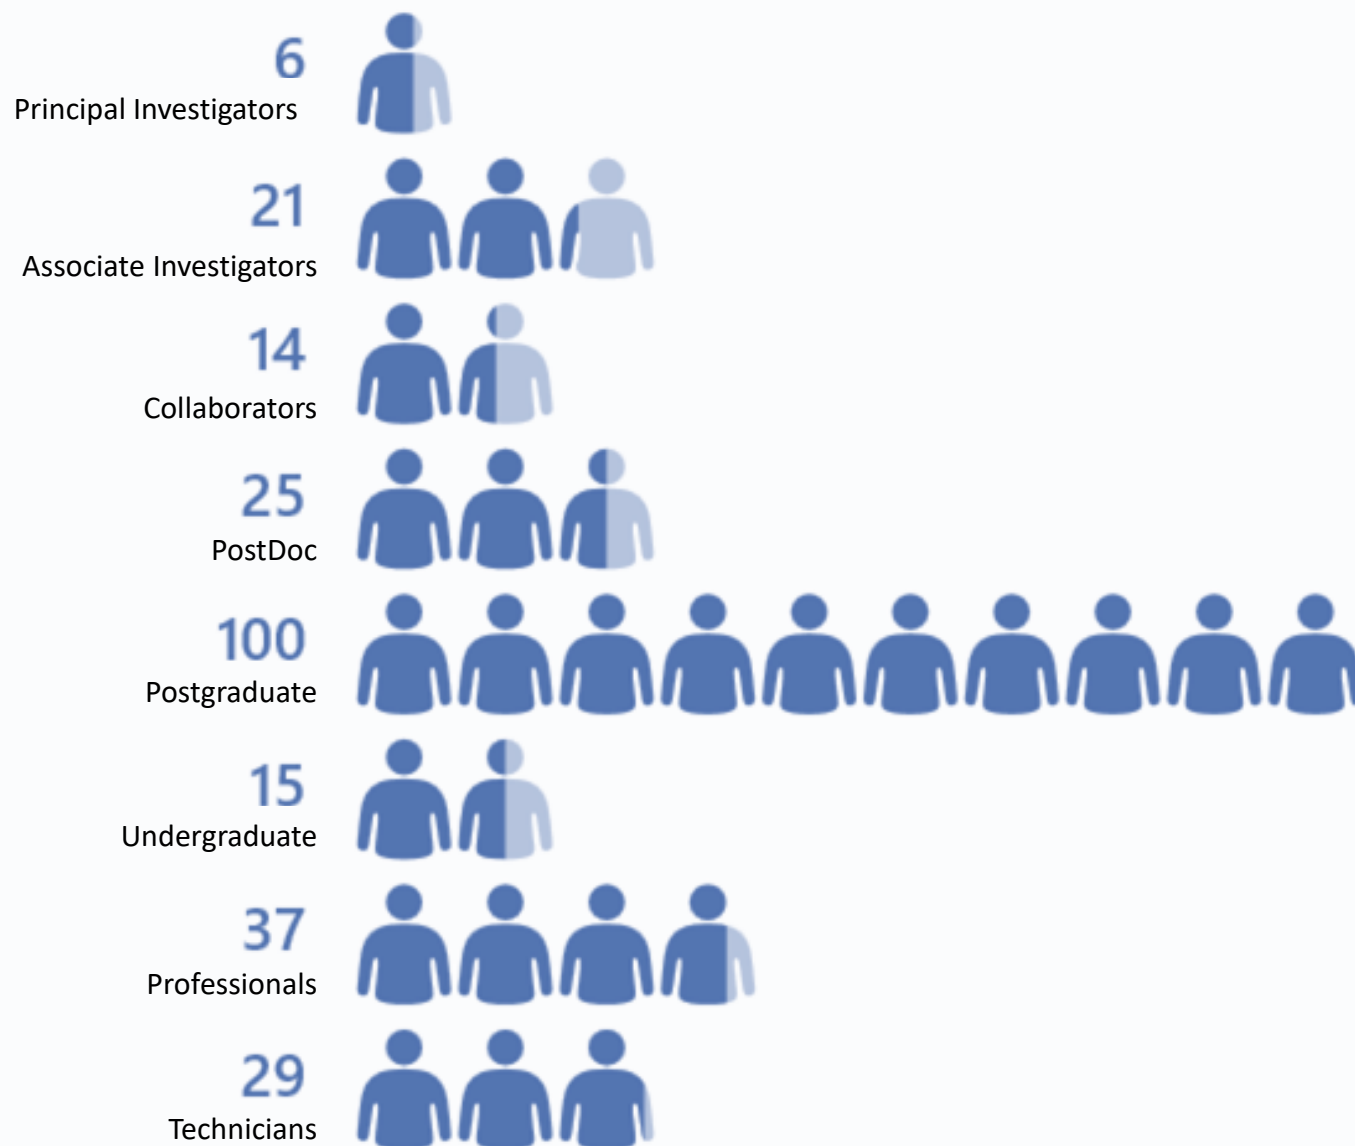 6
Principal Investigators
21
Associate Investigators
14
Collaborators
25
PostDoc
100
Postgraduate
15
Undergraduate
37
Professionals
29
Technicians